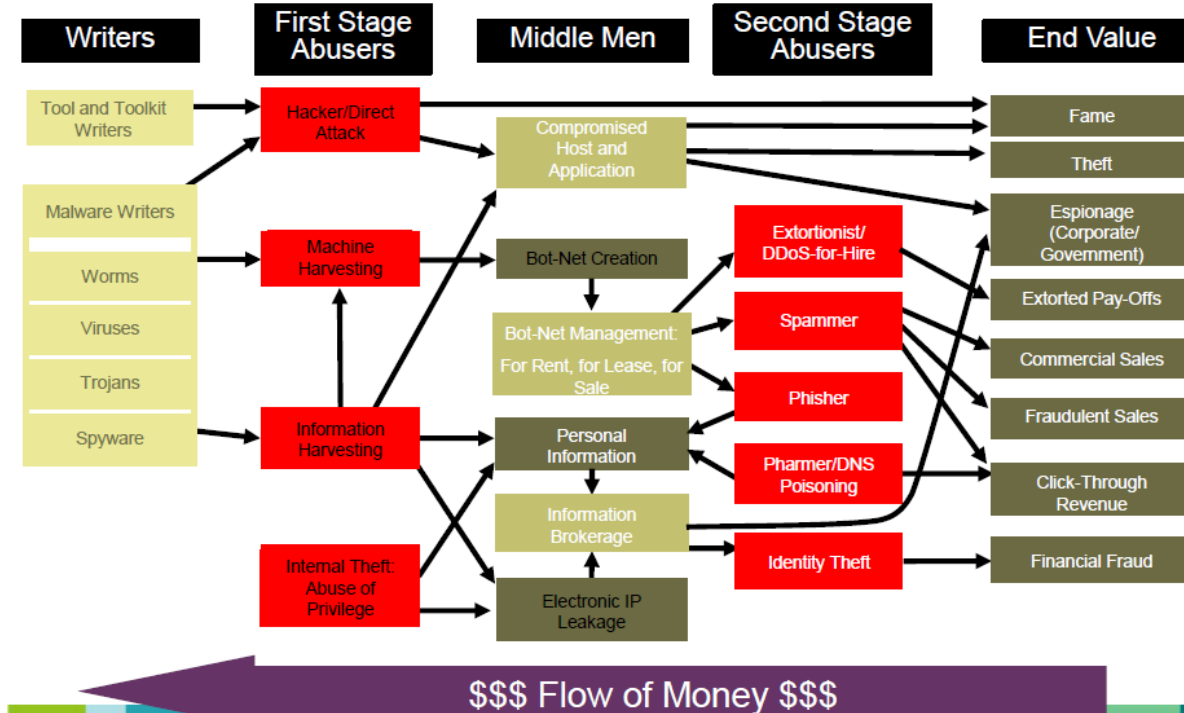 Writers
First Stage
Abusers
Middle Men
Second Stage
Abusers
End Value
Tool and Toolkit
Writers
Malware Writers
Worms
Viruses
Trojans
Spyware
Hacker/Direct
Attack
Machine
Harvesting
Information
Harvesting
Internal Theft:
Abuse of
Privilege
Compromised
Host and
Application
Bot-Net Creation
Bot-Net Management:
For Rent, for Lease, for
Sale
Personal
Information
Information
Brokerage
Electronic IP
Leakage
Extortionist/
DDoS-for-Hire
Spammer
Phisher
Pharmer/DNS
Poisoning
Identity Theft
Fame
Theft
Espionage
(Corporate/
Government)
Extorted Pay-Offs
Commercial Sales
Fraudulent Sales
Click-Through
Revenue
Financial Fraud
$$$ Flow of Money $$$